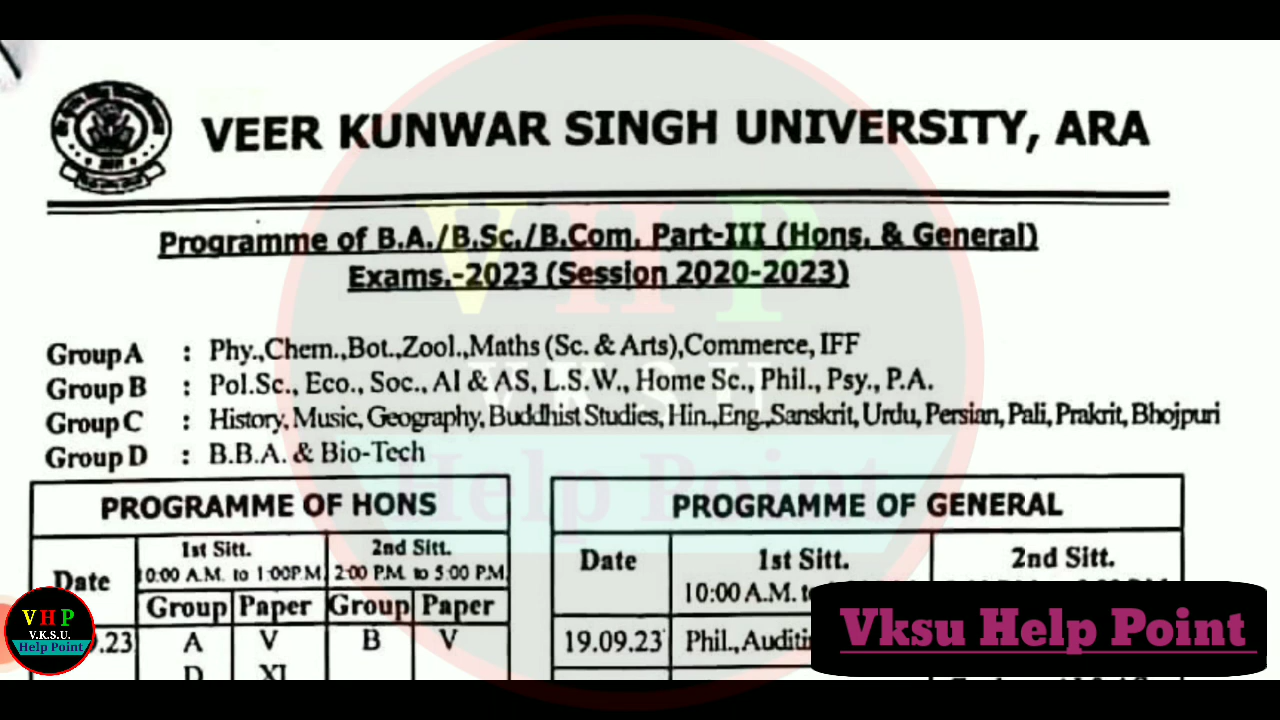 VEER KUNWAR SINGH UNIVERSITY, ARA
Programme of B.A./B.Sc./B.Com. Part-III (Hons. & General)
Exams.-2023 (Session 2020-2023)
Group A : Phy.,Chem.,Bot.,Zool.,Maths (Sc. & Arts),Commerce, IFF
Group B : Pol.Sc., Eco., Soc., AI & AS, L.S.W., Home Sc., Phil., Psy., P.A.
Group C : History, Music, Geography, Buddhist Studies, Hin.,Eng.,Sanskrit, Urdu, Persian, Pali, Prakrit, Bhojpuri
Group D : B.B.A. & Bio-Tech
PROGRAMME OF HONS
Date 1st Sitt. 2nd Sitt.
10:00 A.M. to 1:00P.M. 2:00 P.M. to 5:00 P.M.
Group Paper Group Paper
.23 A V B V
D XI
PROGRAMME OF GENERAL
Date 1st Sitt. 2nd Sitt.
10:00 A.M.
19.09.23 Phil.,
VHP
V.K.S.U
Help Point
VHP
V.K.S.U.
Help Point
Vksu Help Point